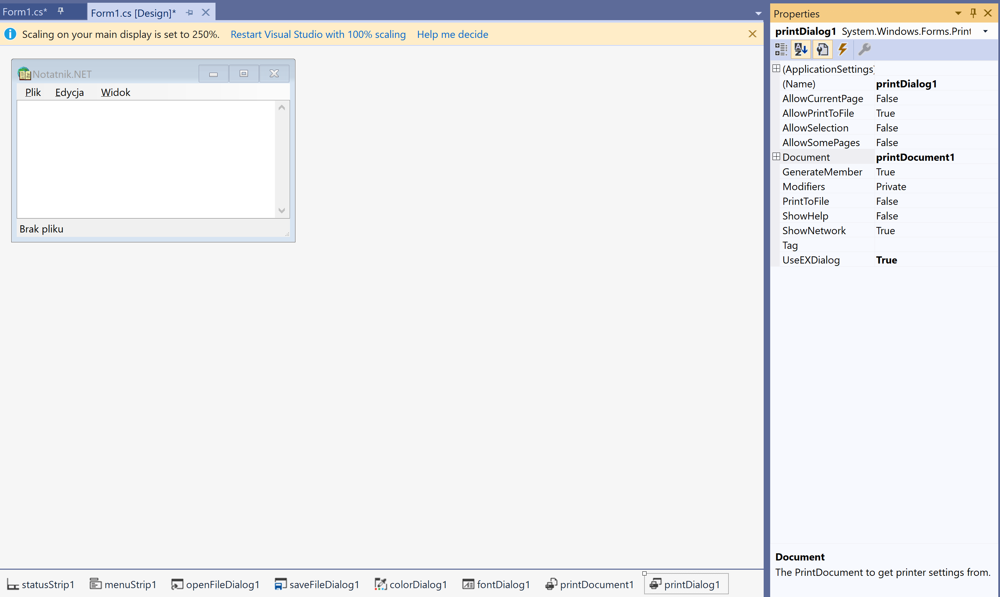 Form1.cs*
Form1.cs [Design]*
Scaling on your main display is set to 250%. Restart Visual Studio with 100% scaling Help me decide
Notatnik.NET
Plik Edycja Widok
Brak pliku
statusStrip1 menuStrip1 openFileDialog1 saveFileDialog1 colorDialog1 fontDialog1 printDocument1 printDialog1
Properties
printDialog1 System.Windows.Forms.Print
(ApplicationSettings)
(Name) printDialog1
AllowCurrentPage False
AllowPrintToFile True
AllowSelection False
AllowSomePages False
Document printDocument1
GenerateMember True
Modifiers Private
PrintToFile False
ShowHelp False
ShowNetwork True
Tag
UseEXDialog True
Document
The PrintDocument to get printer settings from.